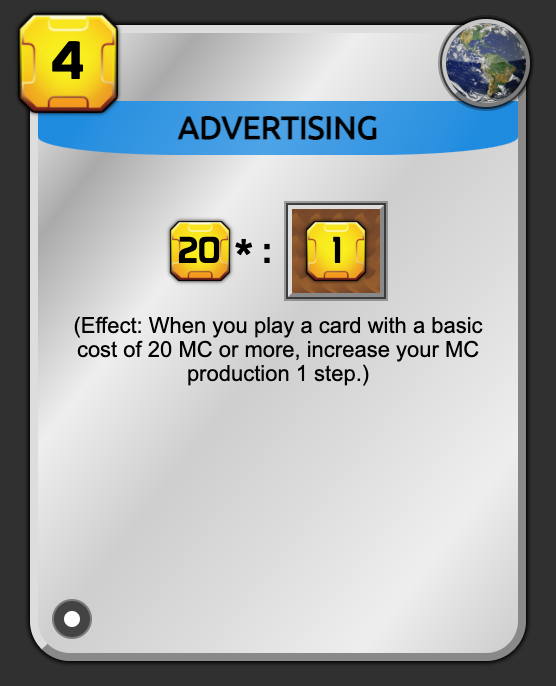 4
ADVERTISING
20 * : 1
(Effect: When you play a card with a basic
cost of 20 MC or more, increase your MC
production 1 step.)